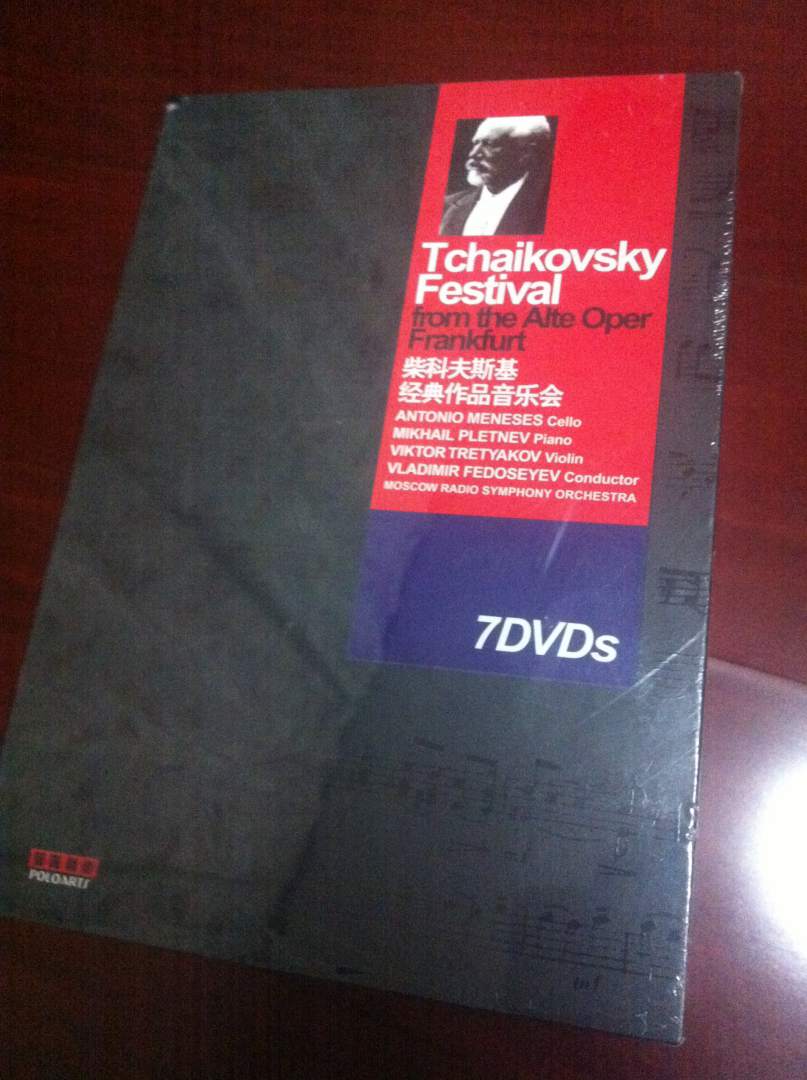 Tchaikovsky
Festival
from the Alte Oper
Frankfurt
柴科夫斯基
经典作品音乐会
ANTONIO MENESES Cello
MIKHAIL PLETNEV Piano
VIKTOR TRETYAKOV Violin
VLADIMIR FEDOSEYEV Conductor
MOSCOW RADIO SYMPHONY ORCHESTRA
7DVDs
POLOARTS